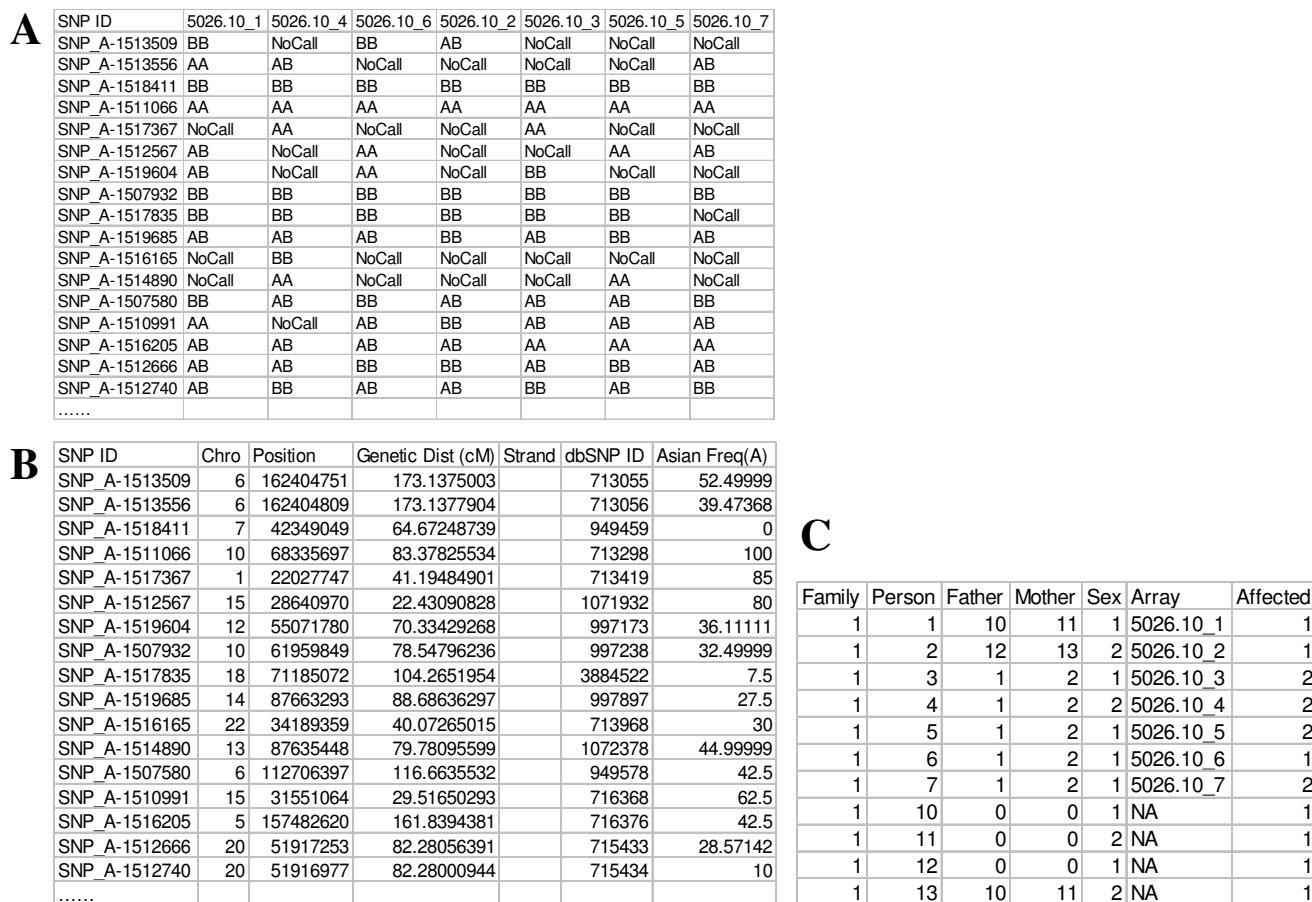 A
SNP ID 5026.10_1 5026.10_4 5026.10_6 5026.10_2 5026.10_3 5026.10_5 5026.10_7
SNP_A-1513509 BB NoCall BB AB NoCall NoCall NoCall
SNP_A-1513556 AA AB NoCall NoCall NoCall NoCall AB
SNP_A-1518411 BB BB BB BB BB BB BB
SNP_A-1511066 AA AA AA AA AA AA AA
SNP_A-1517367 NoCall AA NoCall NoCall AA NoCall NoCall
SNP_A-1512567 AB NoCall AA NoCall NoCall AA AB
SNP_A-1519604 AB NoCall AA NoCall BB NoCall NoCall
SNP_A-1507932 BB BB BB BB BB BB BB
SNP_A-1517835 BB BB BB BB BB BB NoCall
SNP_A-1519685 AB AB AB BB AB BB AB
SNP_A-1516165 NoCall BB NoCall NoCall NoCall NoCall NoCall
SNP_A-1514890 NoCall AA NoCall NoCall NoCall AA NoCall
SNP_A-1507580 BB AB BB AB AB AB BB
SNP_A-1510991 AA NoCall AB BB AB AB AB
SNP_A-1516205 AB AB AB AB AA AA AA
SNP_A-1512666 AB AB BB BB AB BB AB
SNP_A-1512740 AB BB AB AB BB AB BB
......
B
SNP ID Chro Position Genetic Dist (cM) Strand dbSNP ID Asian Freq(A)
SNP_A-1513509 6 162404751 173.1375003 713055 52.49999
SNP_A-1513556 6 162404809 173.1377904 713056 39.47368
SNP_A-1518411 7 42349049 64.67248739 949459 0
SNP_A-1511066 10 68335697 83.37825534 713298 100
SNP_A-1517367 1 22027747 41.19484901 713419 85
SNP_A-1512567 15 28640970 22.43090828 1071932 80
SNP_A-1519604 12 55071780 70.33429268 997173 36.11111
SNP_A-1507932 10 61959849 78.54796236 997238 32.49999
SNP_A-1517835 18 71185072 104.2651954 3884522 7.5
SNP_A-1519685 14 87663293 88.68636297 997897 27.5
SNP_A-1516165 22 34189359 40.07265015 713968 30
SNP_A-1514890 13 87635448 79.78095599 1072378 44.99999
SNP_A-1507580 6 112706397 116.6635532 949578 42.5
SNP_A-1510991 15 31551064 29.51650293 716368 62.5
SNP_A-1516205 5 157482620 161.8394381 716376 42.5
SNP_A-1512666 20 51917253 82.28056391 715433 28.57142
SNP_A-1512740 20 51916977 82.28000944 715434 10
......
C
Family Person Father Mother Sex Array Affected
1 1 10 11 1 5026.10_1 1
1 2 12 13 2 5026.10_2 1
1 3 1 2 1 5026.10_3 2
1 4 1 2 2 5026.10_4 2
1 5 1 2 1 5026.10_5 2
1 6 1 2 1 5026.10_6 1
1 7 1 2 1 5026.10_7 2
1 10 0 0 1 NA 1
1 11 0 0 2 NA 1
1 12 0 0 1 NA 1
1 13 10 11 2 NA 1